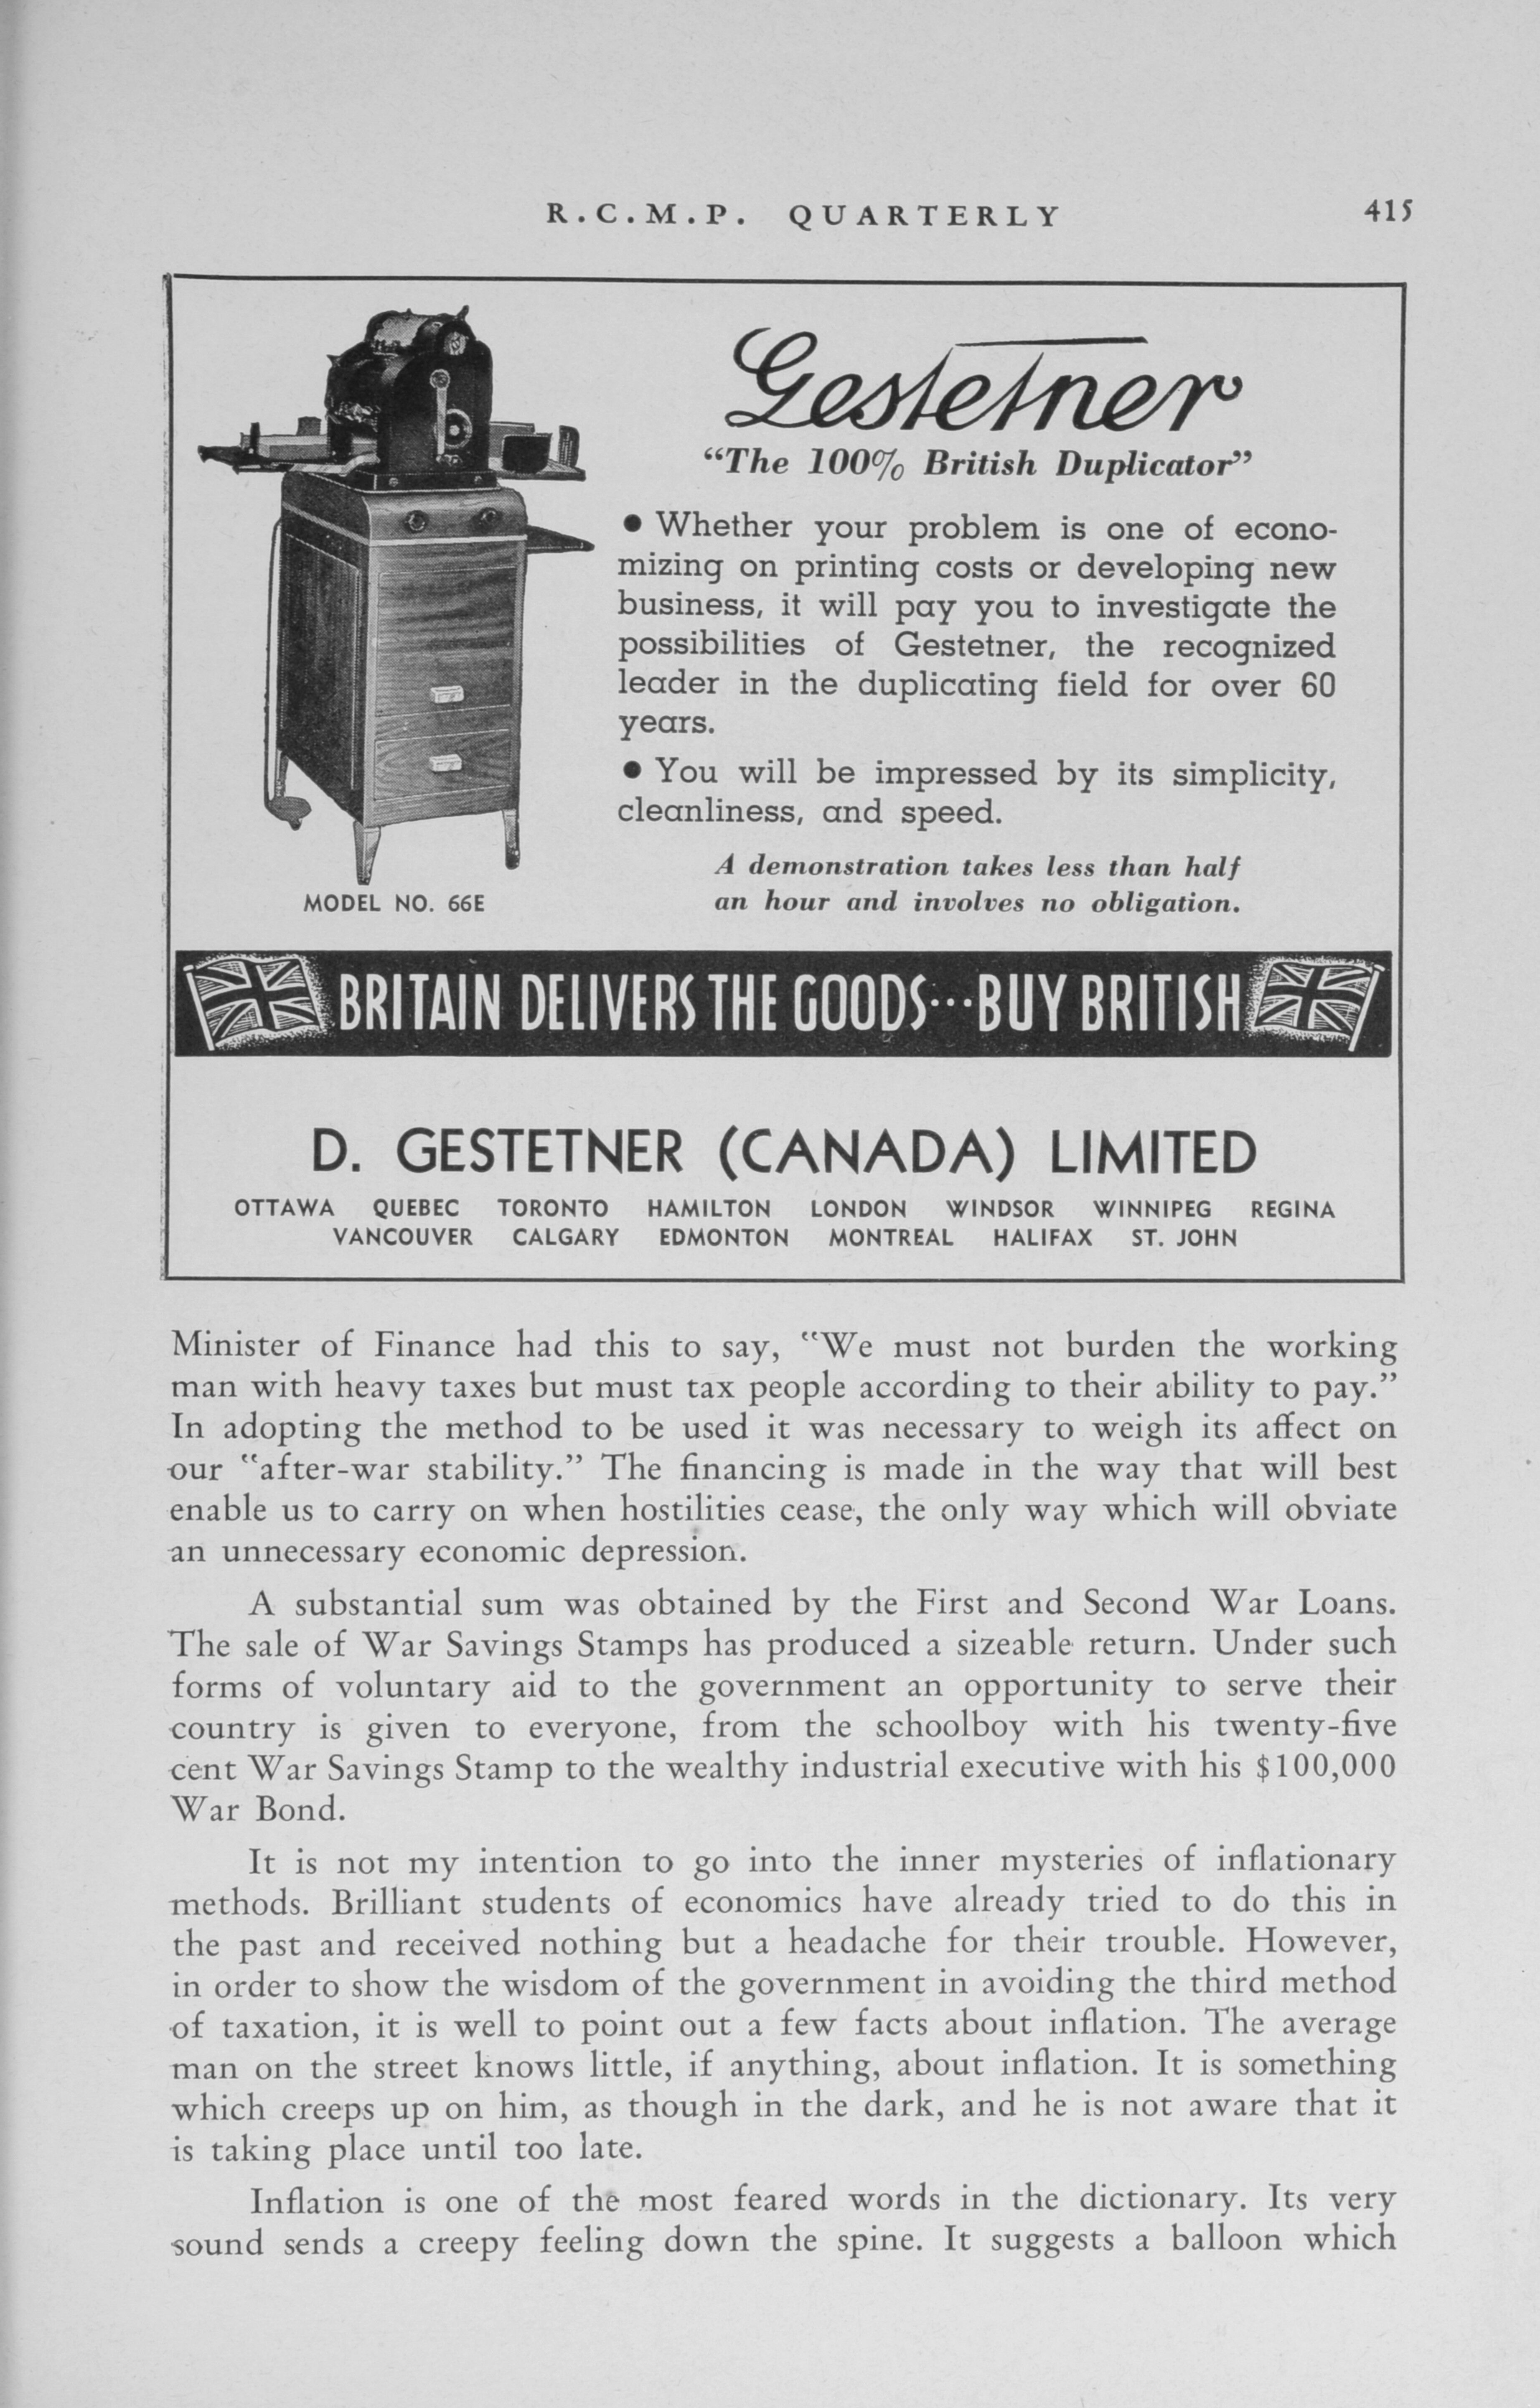 R.C.M.P. QUARTERLY 415
Gestetner
“The 100% British Duplicator”
• Whether your problem is one of econo-
mizing on printing costs or developing new
business, it will pay you to investigate the
possibilities of Gestetner, the recognized
leader in the duplicating field for over 60
years.
• You will be impressed by its simplicity,
cleanliness, and speed.
A demonstration takes less than half
an hour and involves no obligation.
MODEL NO. 66E
BRITAIN DELIVERS THE GOODS···BUY BRITISH
D. GESTETNER (CANADA) LIMITED
OTTAWA QUEBEC TORONTO HAMILTON LONDON WINDSOR WINNIPEG REGINA
VANCOUVER CALGARY EDMONTON MONTREAL HALIFAX ST. JOHN
Minister of Finance had this to say, “We must not burden the working
man with heavy taxes but must tax people according to their ability to pay.”
In adopting the method to be used it was necessary to weigh its affect on
our “after-war stability.” The financing is made in the way that will best
enable us to carry on when hostilities cease, the only way which will obviate
an unnecessary economic depression.
A substantial sum was obtained by the First and Second War Loans.
The sale of War Savings Stamps has produced a sizeable return. Under such
forms of voluntary aid to the government an opportunity to serve their
country is given to everyone, from the schoolboy with his twenty-five
cent War Savings Stamp to the wealthy industrial executive with his $100,000
War Bond.
It is not my intention to go into the inner mysteries of inflationary
methods. Brilliant students of economics have already tried to do this in
the past and received nothing but a headache for their trouble. However,
in order to show the wisdom of the government in avoiding the third method
of taxation, it is well to point out a few facts about inflation. The average
man on the street knows little, if anything, about inflation. It is something
which creeps up on him, as though in the dark, and he is not aware that it
is taking place until too late.
Inflation is one of the most feared words in the dictionary. Its very
sound sends a creepy feeling down the spine. It suggests a balloon which